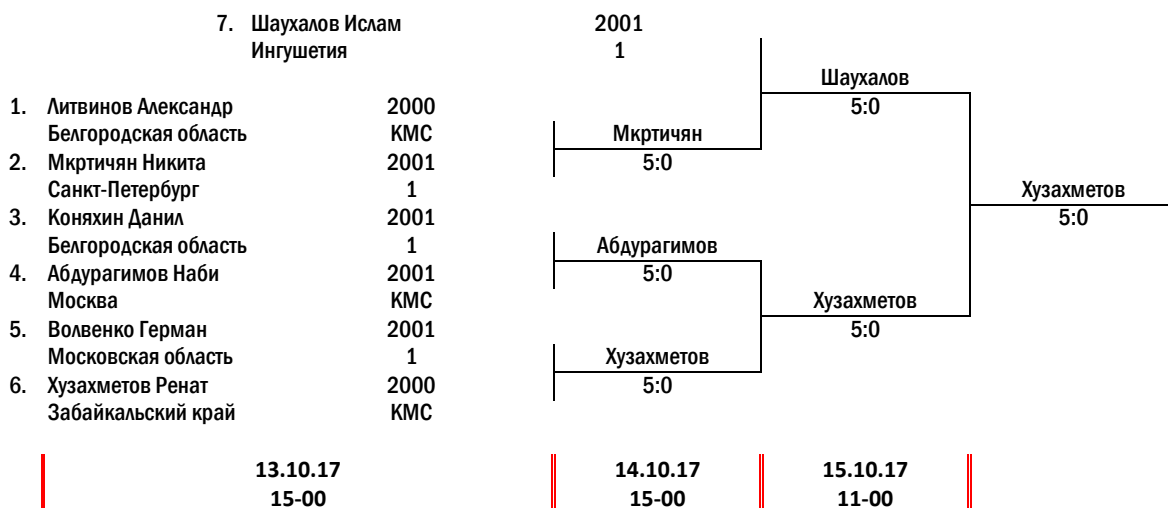 7. Шаухалов Ислам 2001
Ингушетия 1
Шаухалов
1. Литвинов Александр 2000 5:0
Белгородская область КМС Мкртичян
2. Мкртичян Никита 2001 5:0
Санкт-Петербург 1 Хузахметов
3. Коняхин Данил 2001 5:0
Белгородская область 1 Абдурагимов
4. Абдурагимов Наби 2001 5:0
Москва КМС Хузахметов
5. Волвенко Герман 2001 5:0
Московская область 1 Хузахметов
6. Хузахметов Ренат 2000 5:0
Забайкальский край КМС
13.10.17 14.10.17 15.10.17
15-00 15-00 11-00